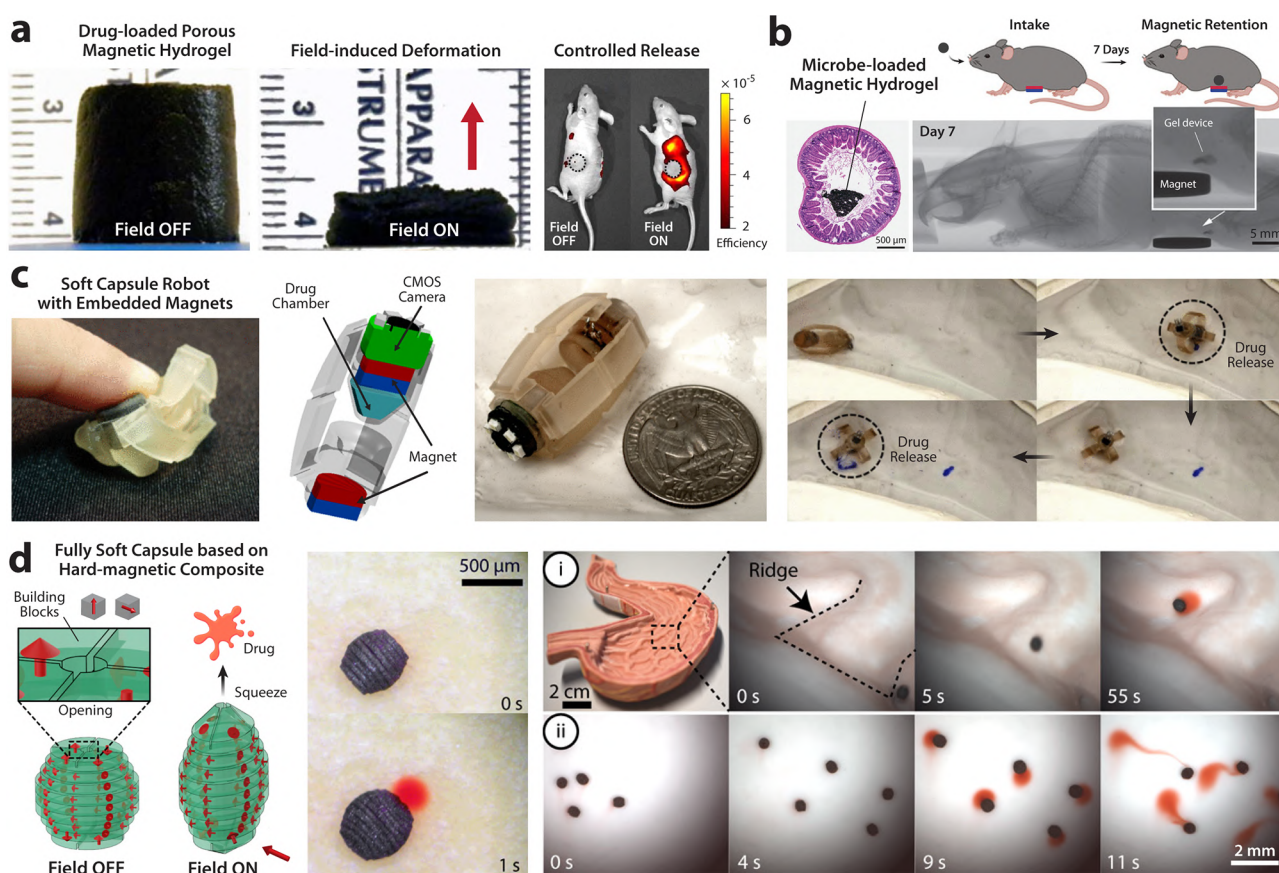 a
Drug-loaded Porous
Magnetic Hydrogel
Field-induced Deformation
Controlled Release
3
4
Field OFF
3
4
STRUME
APPARA
Field ON
Field
OFF
Field
ON
× 10⁻⁵
6
4
2
Efficiency
b
Intake
Magnetic Retention
7 Days
Microbe-loaded
Magnetic Hydrogel
500 µm
Day 7
Gel device
Magnet
5 mm
c
Soft Capsule Robot
with Embedded Magnets
Drug
Chamber
CMOS
Camera
Magnet
QUARTER
Drug
Release
Drug
Release
d
Fully Soft Capsule based on
Hard-magnetic Composite
Building
Blocks
Opening
Drug
Squeeze
Field OFF
Field ON
500 µm
0 s
1 s
i
2 cm
Ridge
0 s
5 s
55 s
ii
0 s
4 s
9 s
11 s
2 mm